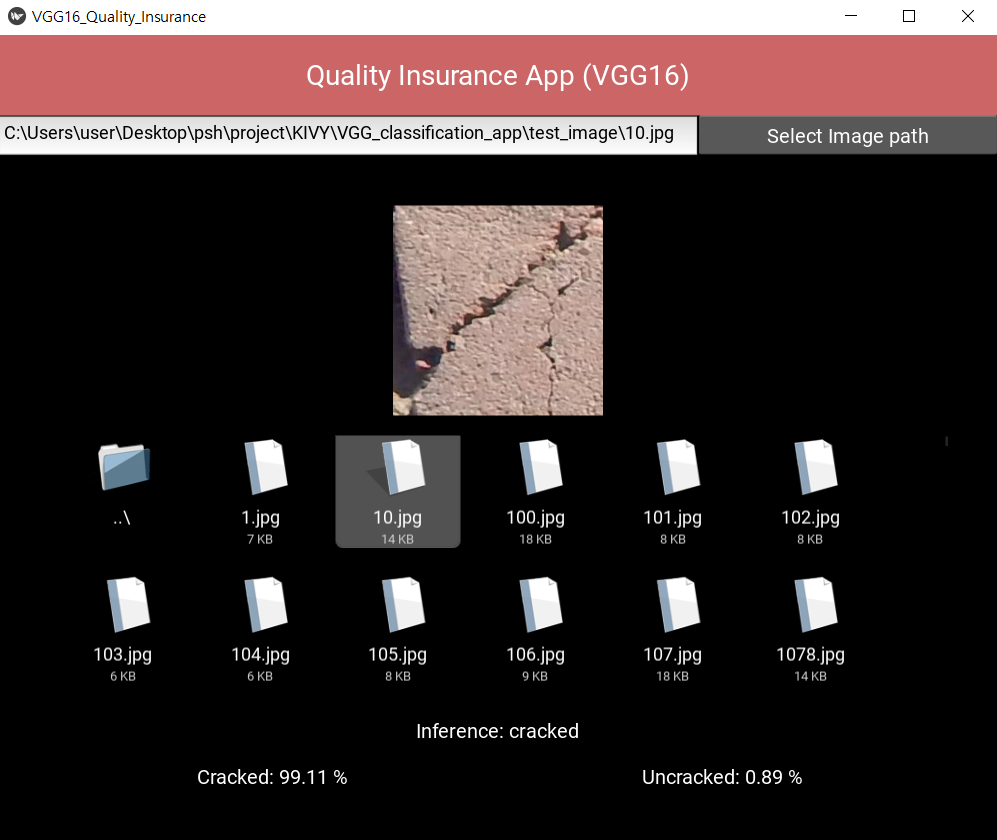 VGG16_Quality_Insurance
Quality Insurance App (VGG16)
C:\Users\user\Desktop\psh\project\KIVY\VGG_classification_app\test_image\10.jpg
Select Image path
..\
1.jpg
10.jpg
100.jpg
101.jpg
102.jpg
7 KB
14 KB
18 KB
8 KB
8 KB
103.jpg
104.jpg
105.jpg
106.jpg
107.jpg
1078.jpg
6 KB
6 KB
8 KB
9 KB
18 KB
14 KB
Inference: cracked
Cracked: 99.11 %
Uncracked: 0.89 %